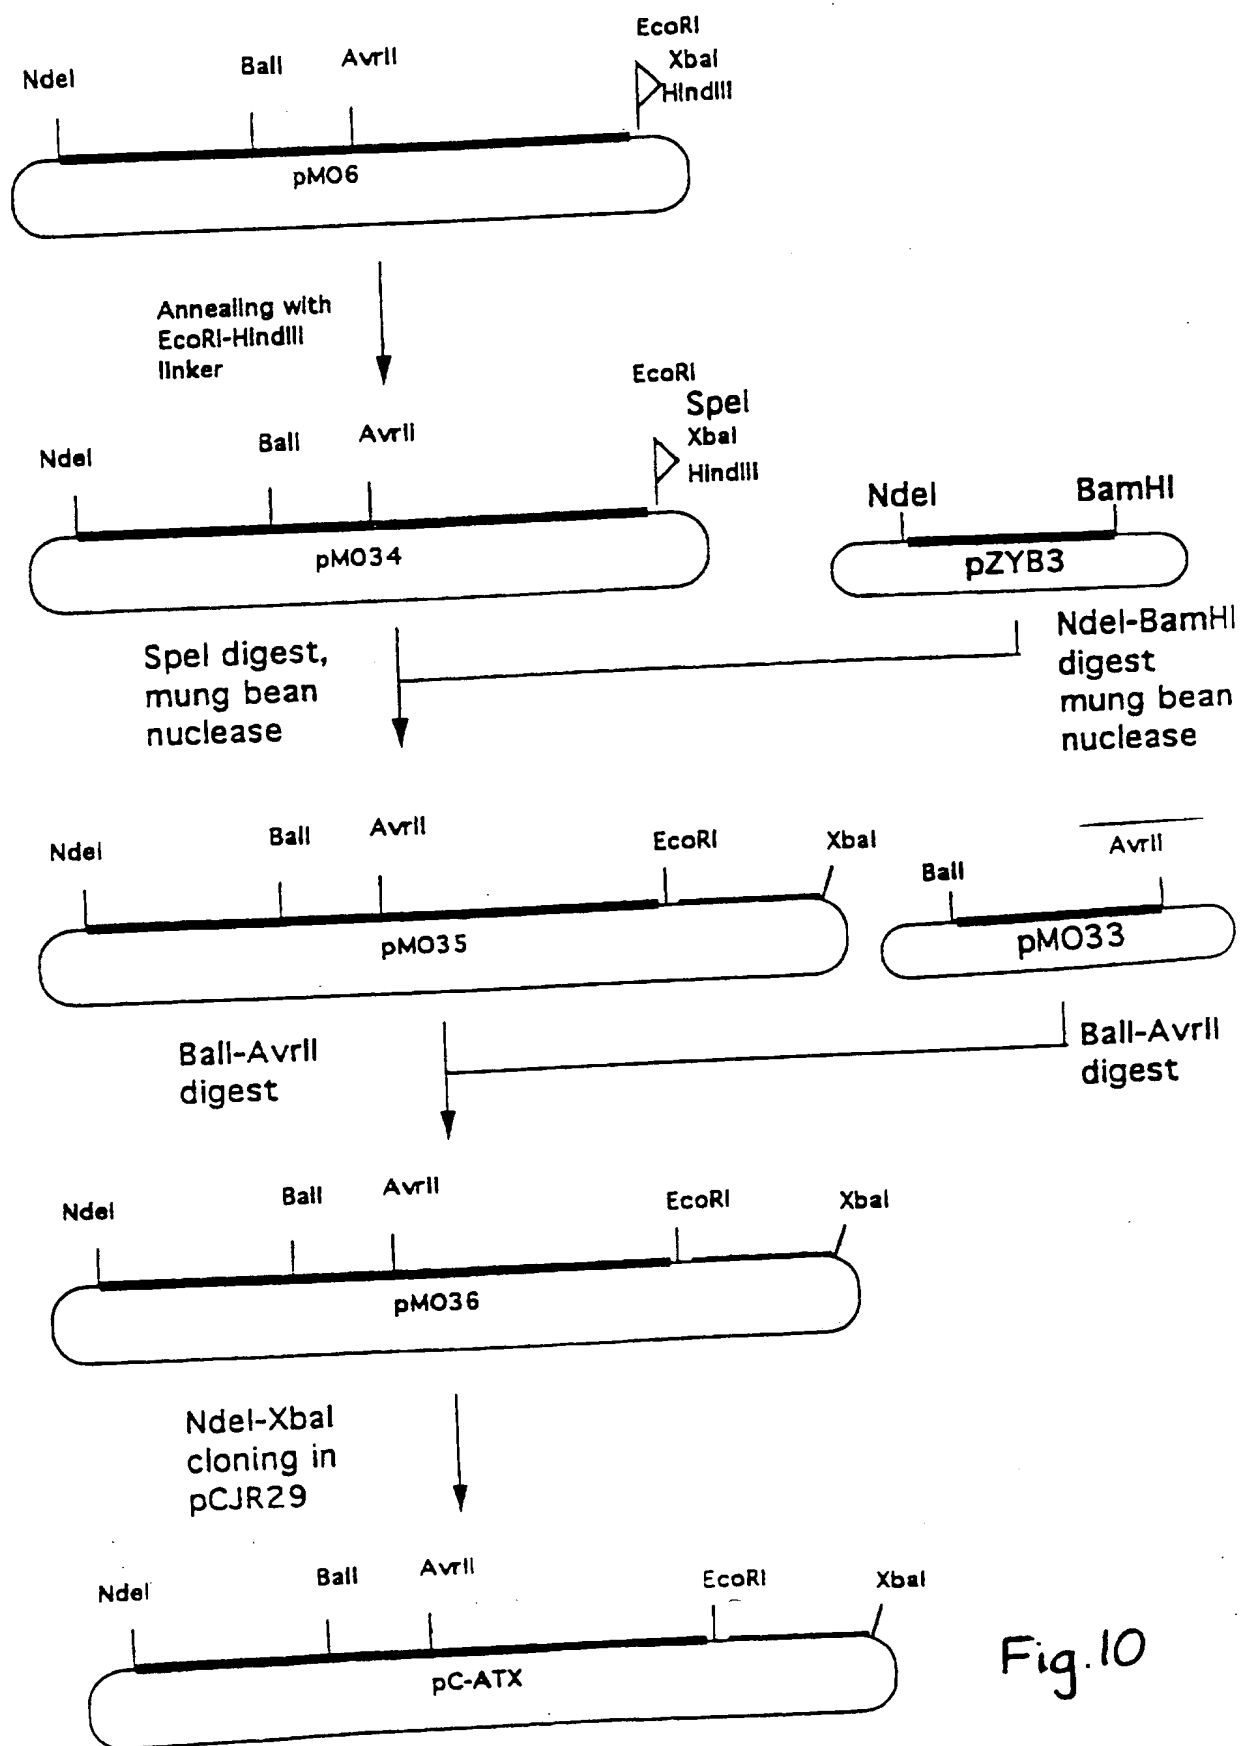 EcoRI
NdeI
BalI
AvrII
XbaI
HindIII
pMO6
Annealing with
EcoRI-HindIII
linker
EcoRI
SpeI
NdeI
BalI
AvrII
XbaI
HindIII
pMO34
NdeI
BamHI
pZYB3
SpeI digest,
mung bean
nuclease
NdeI-BamHI
digest
mung bean
nuclease
NdeI
BalI
AvrII
EcoRI
XbaI
pMO35
BalI
AvrII
pMO33
BalI-AvrII
digest
BalI-AvrII
digest
NdeI
BalI
AvrII
EcoRI
XbaI
pMO36
NdeI-XbaI
cloning in
pCJR29
NdeI
BalI
AvrII
EcoRI
XbaI
pC-ATX
Fig.10